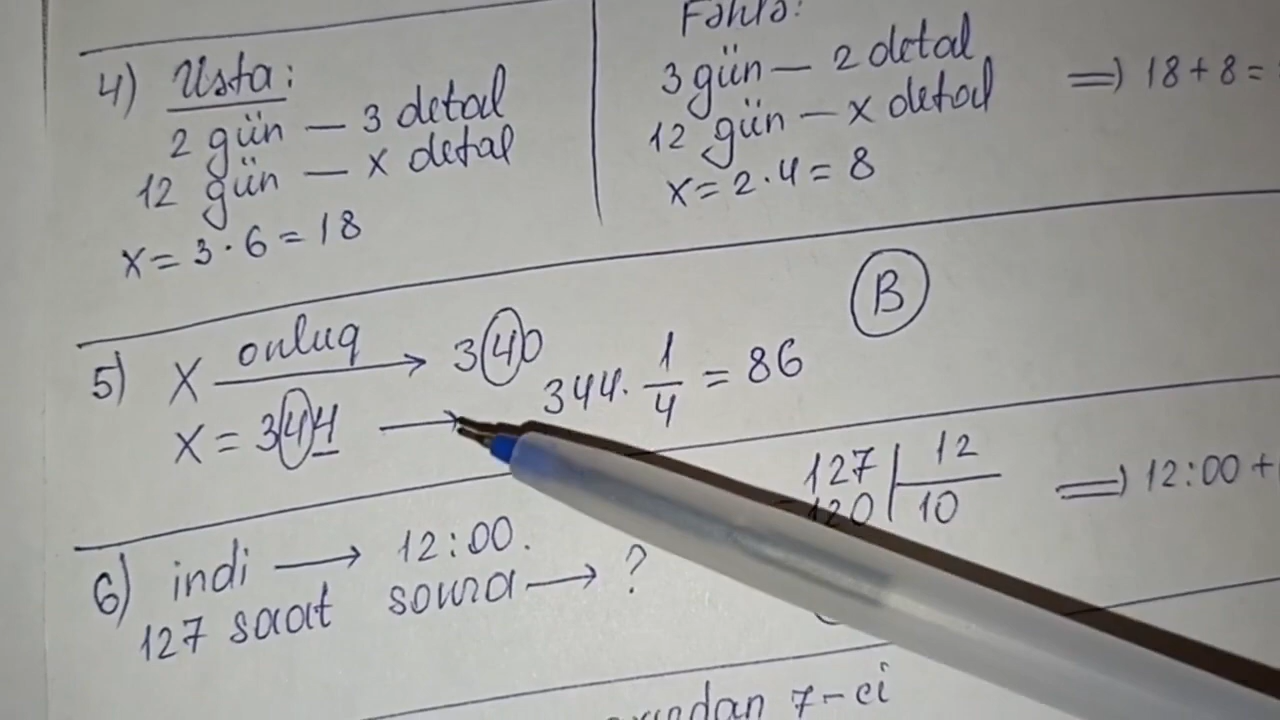 4) Usta:
2 gün — 3 detal
12 gün — x detal
x = 3 · 6 = 18
Fəhlə:
3 gün — 2 detal
12 gün — x detal
x = 2 · 4 = 8
=> 18 + 8 =
5) X onluq → 340
X = 344 → 344 · 1/4 = 86
B
6) indi → 12:00.
127 saat sonra → ?
127 | 12
120 | 10
=> 12:00 +
7-ci